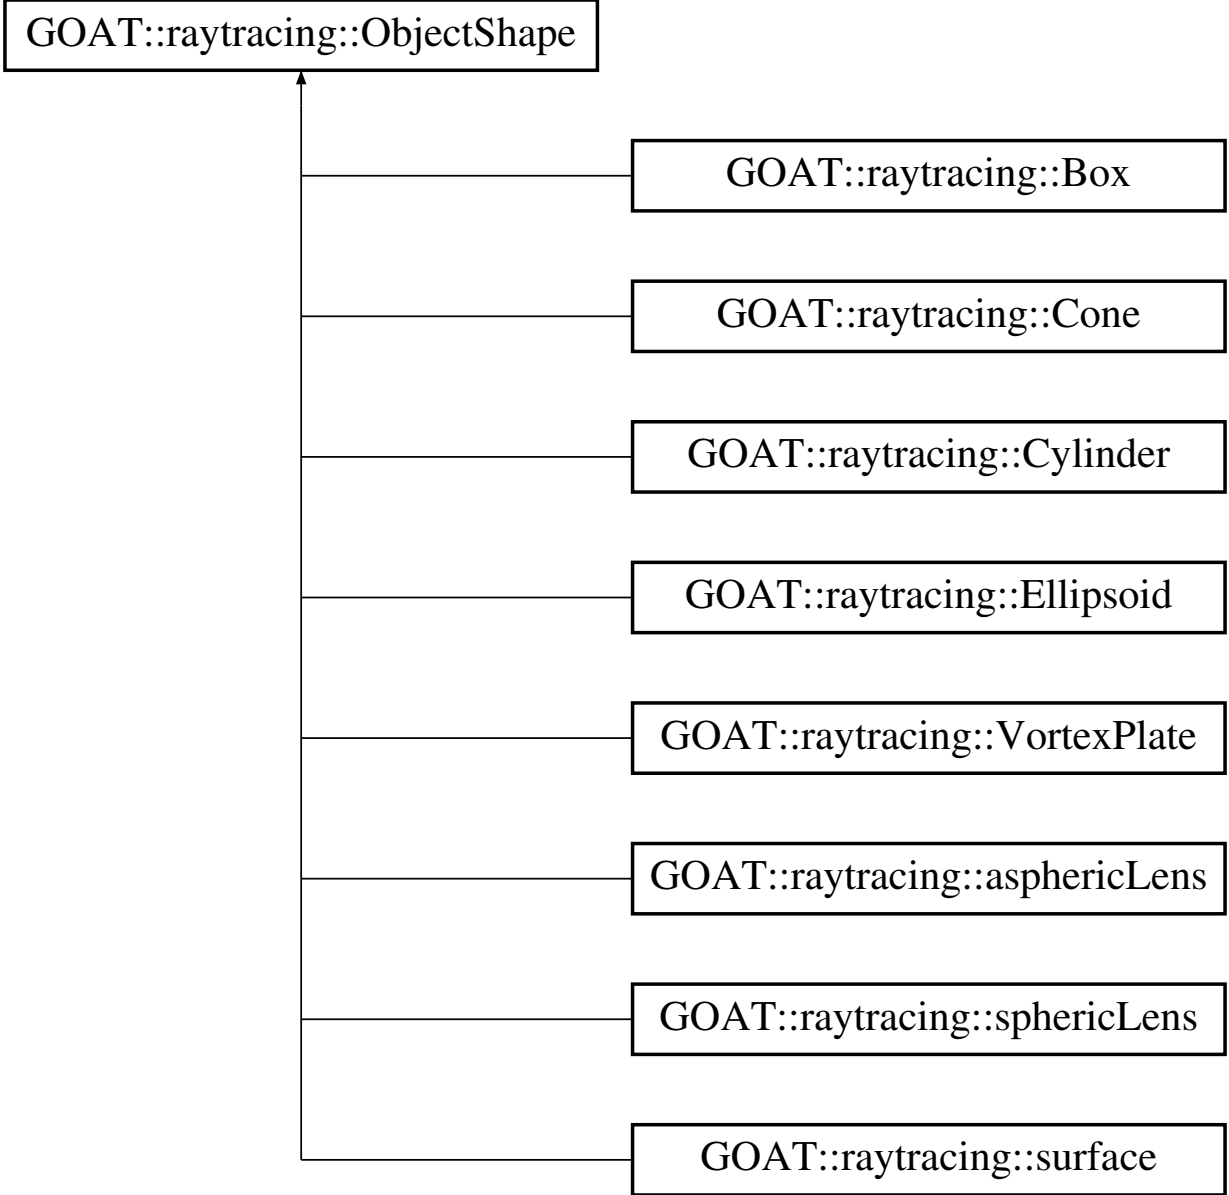 GOAT::raytracing::ObjectShape
GOAT::raytracing::Box
GOAT::raytracing::Cone
GOAT::raytracing::Cylinder
GOAT::raytracing::Ellipsoid
GOAT::raytracing::VortexPlate
GOAT::raytracing::asphericLens
GOAT::raytracing::sphericLens
GOAT::raytracing::surface